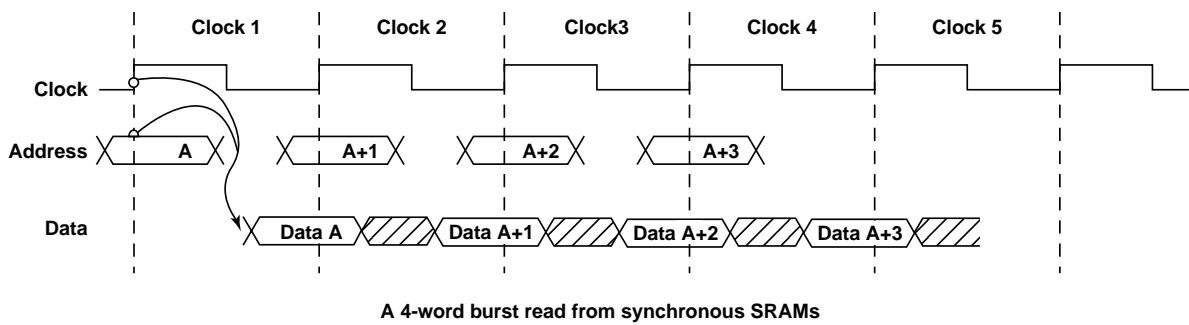 Clock 1 Clock 2 Clock3 Clock 4 Clock 5
Clock
Address A A+1 A+2 A+3
Data Data A Data A+1 Data A+2 Data A+3
A 4-word burst read from synchronous SRAMs